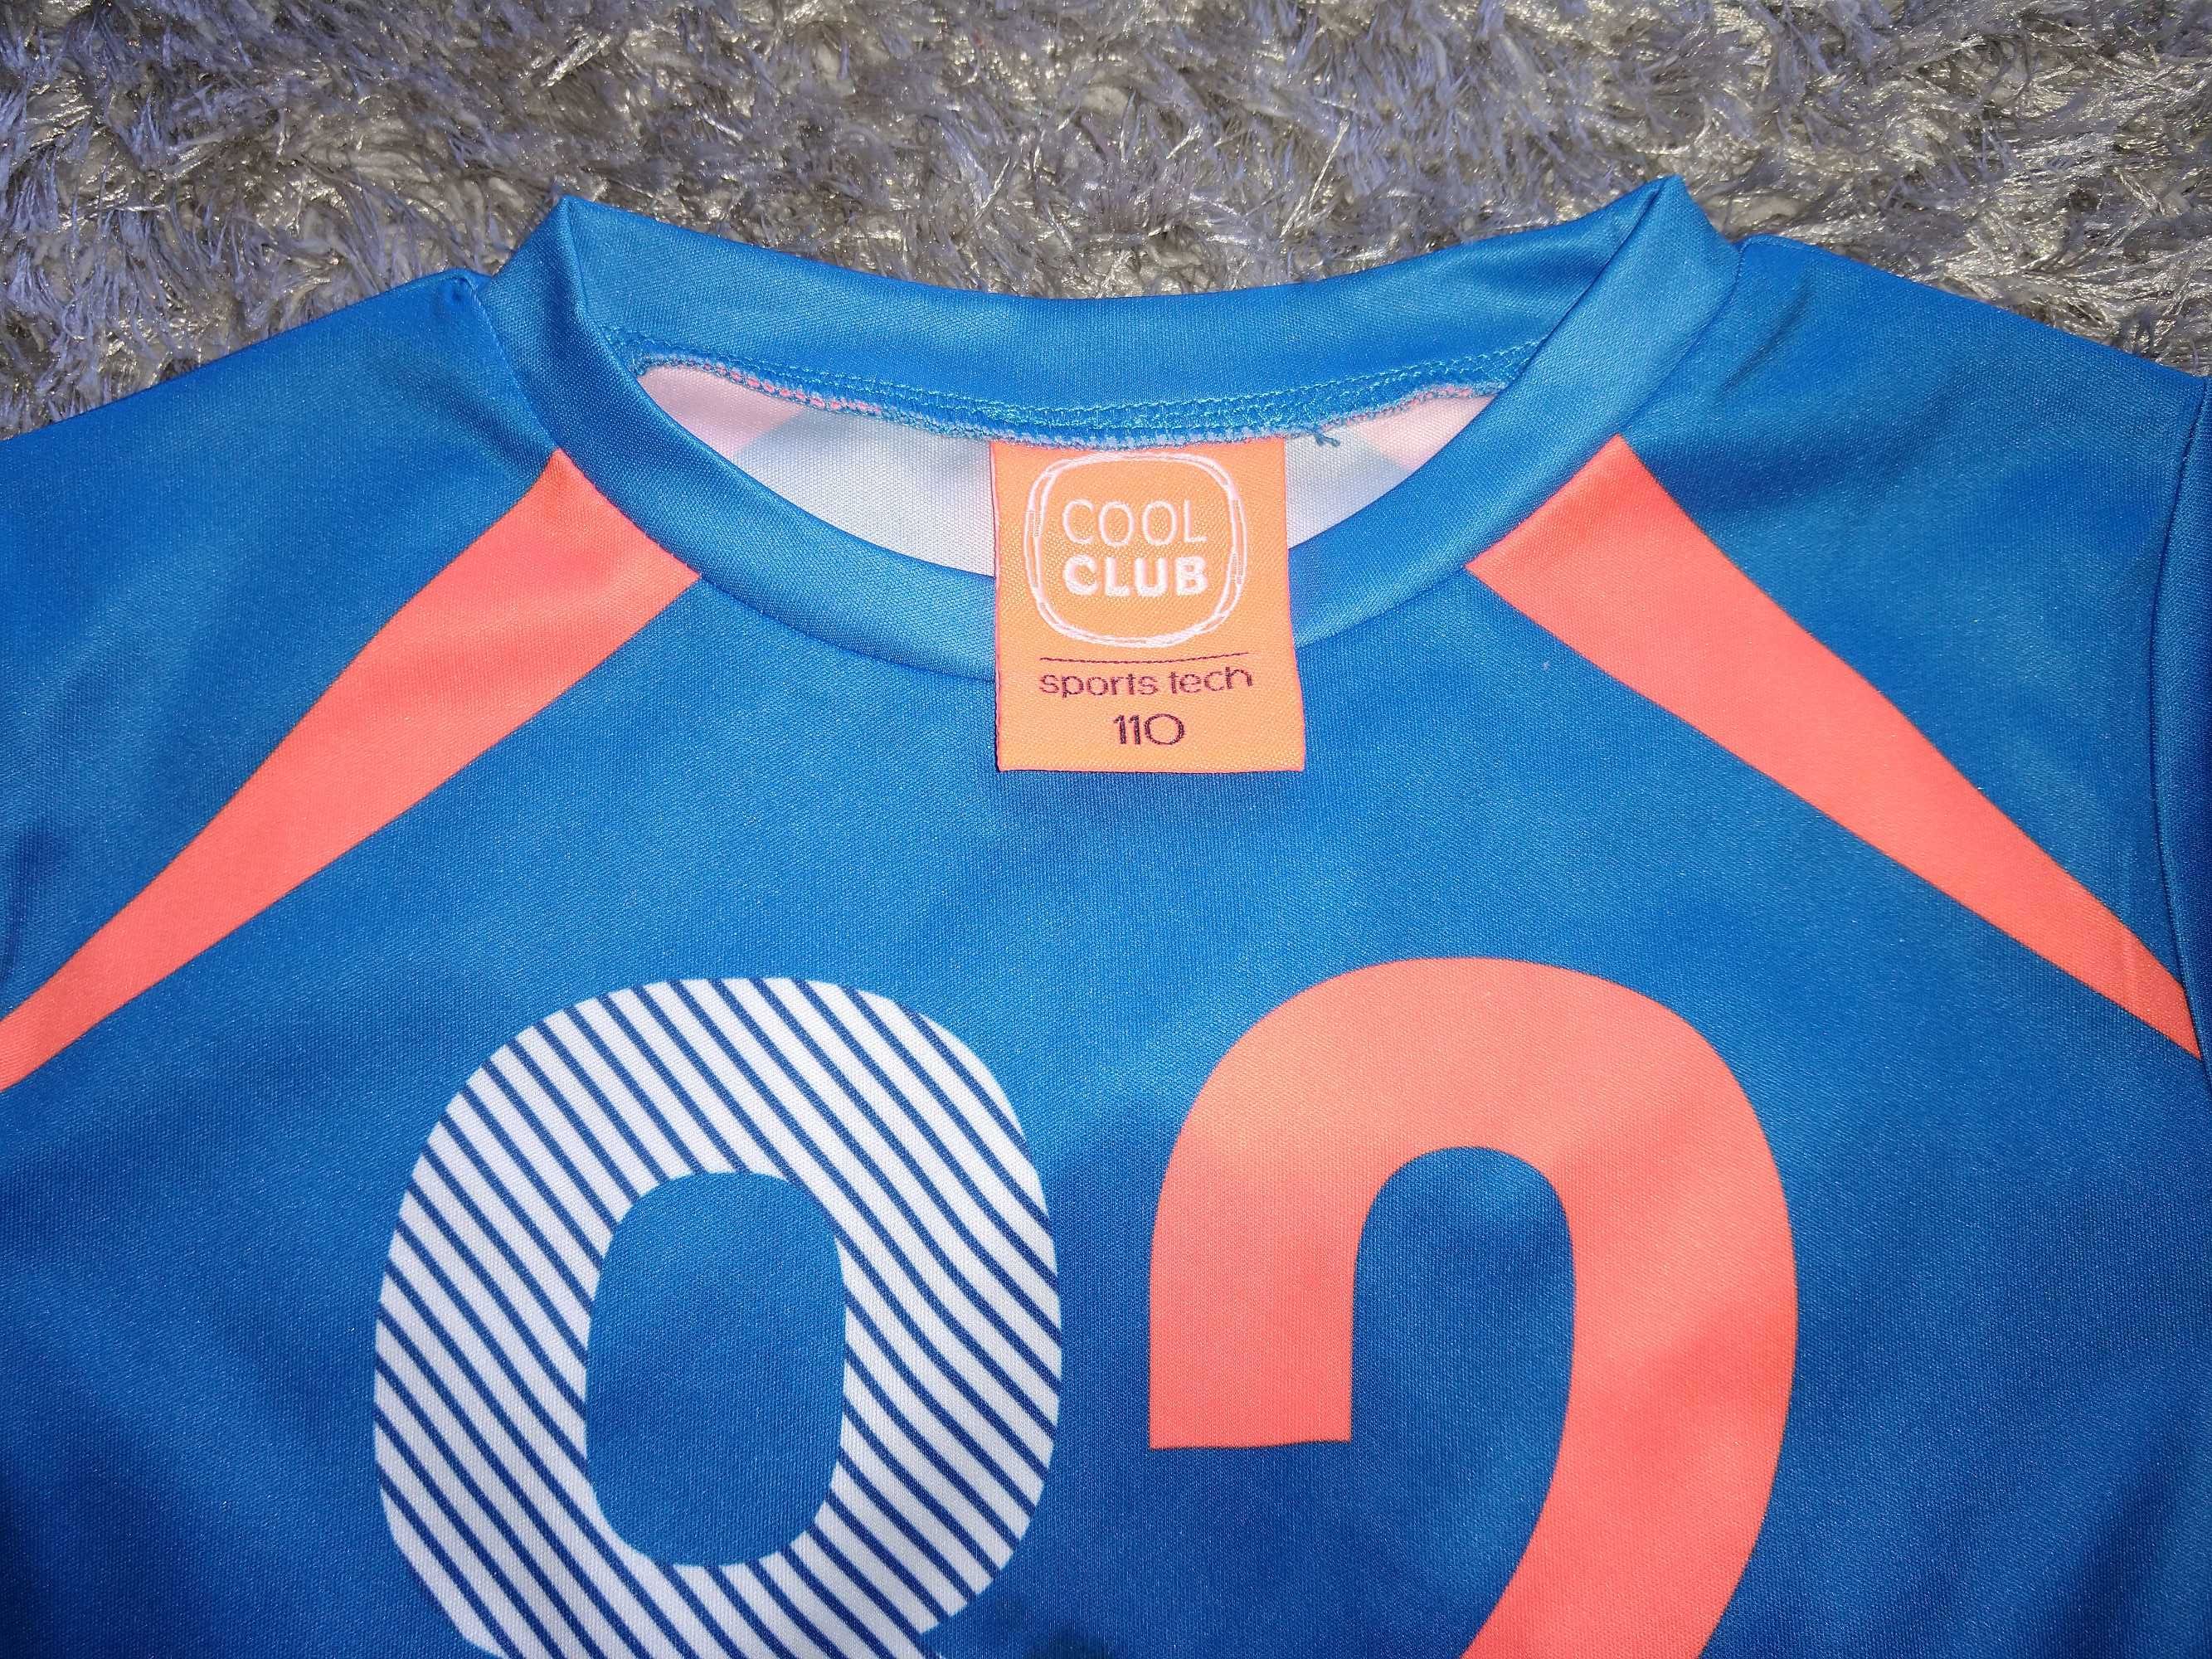 COOL
CLUB
sports tech
110